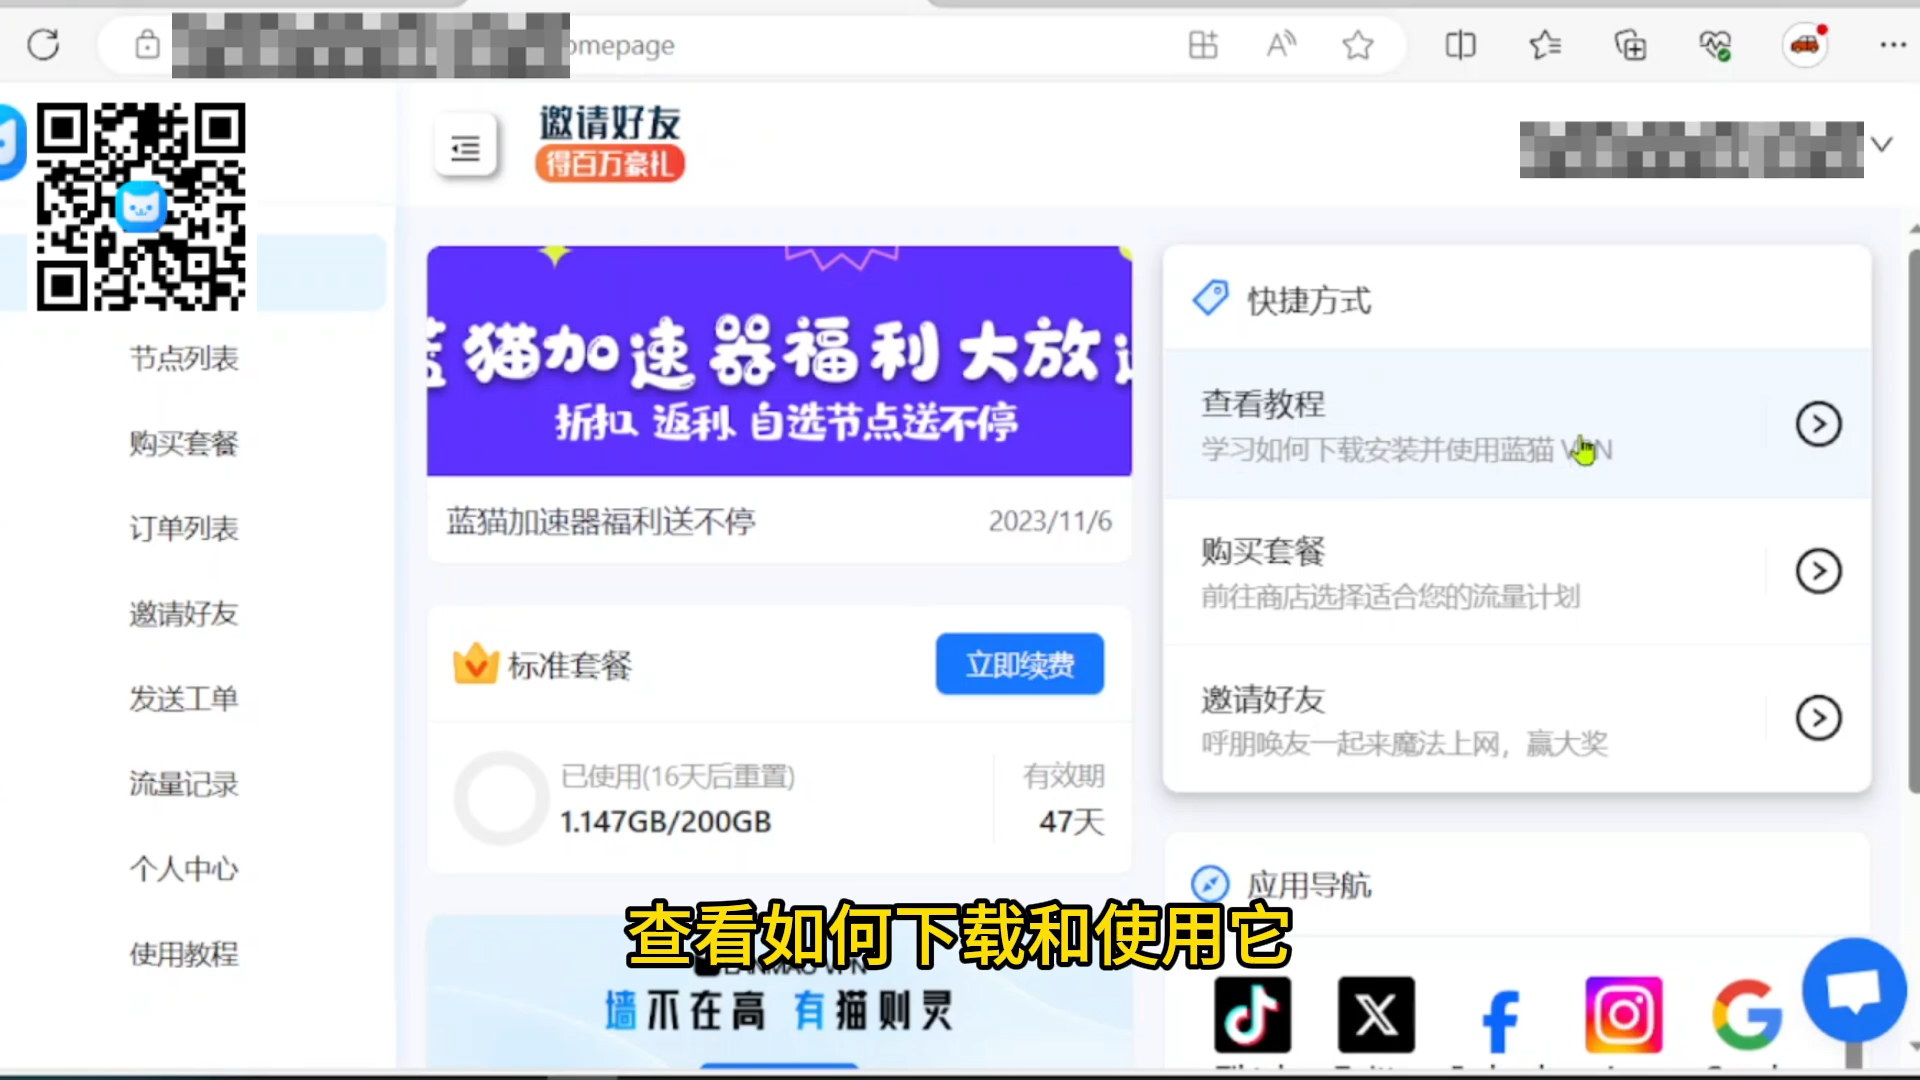 omepage
邀请好友
得百万豪礼
节点列表
购买套餐
订单列表
邀请好友
发送工单
流量记录
个人中心
使用教程
蓝猫加速器福利大放送
折扣 返利 自选节点送不停
蓝猫加速器福利送不停 2023/11/6
标准套餐 立即续费
已使用(16天后重置) 有效期
1.147GB/200GB 47天
墙不在高 有猫则灵
快捷方式
查看教程
学习如何下载安装并使用蓝猫 VPN
购买套餐
前往商店选择适合您的流量计划
邀请好友
呼朋唤友一起来魔法上网，赢大奖
应用导航
查看如何下载和使用它